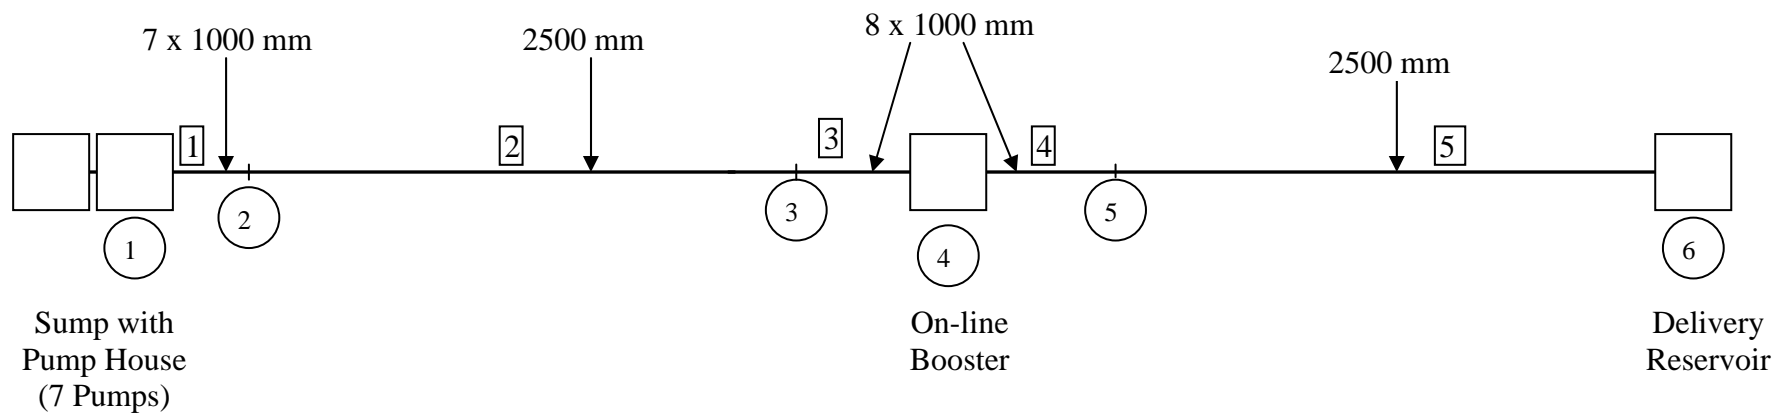 7 x 1000 mm
2500 mm
8 x 1000 mm
2500 mm
1
2
3
4
5
1
2
3
4
5
6
Sump with
Pump House
(7 Pumps)
On-line
Booster
Delivery
Reservoir